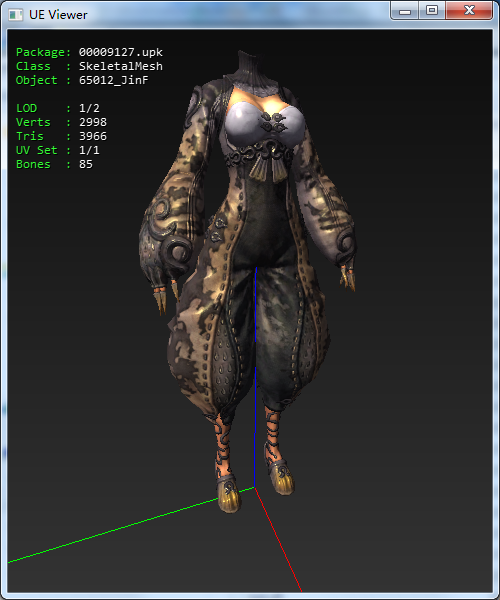 UE Viewer
Package: 00009127.upk
Class : SkeletalMesh
Object : 65012_JinF
LOD : 1/2
Verts : 2998
Tris : 3966
UV Set : 1/1
Bones : 85